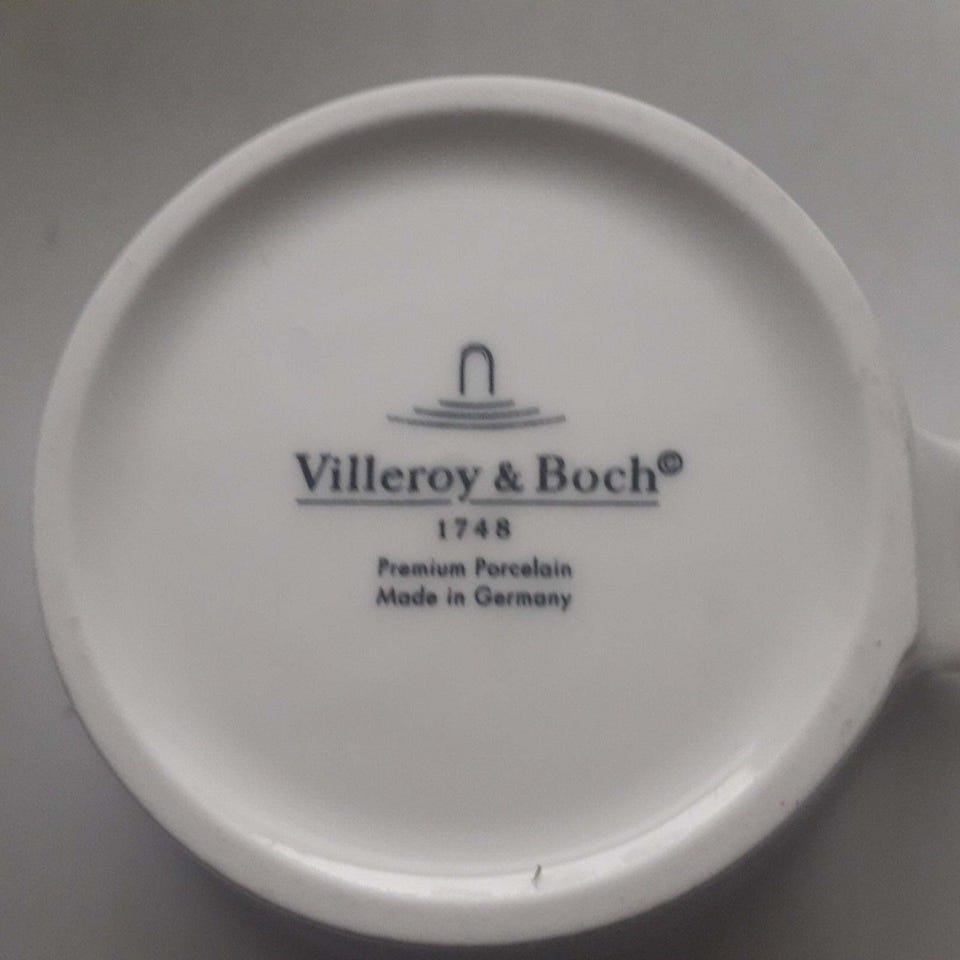 Villeroy & Boch©
1748
Premium Porcelain
Made in Germany